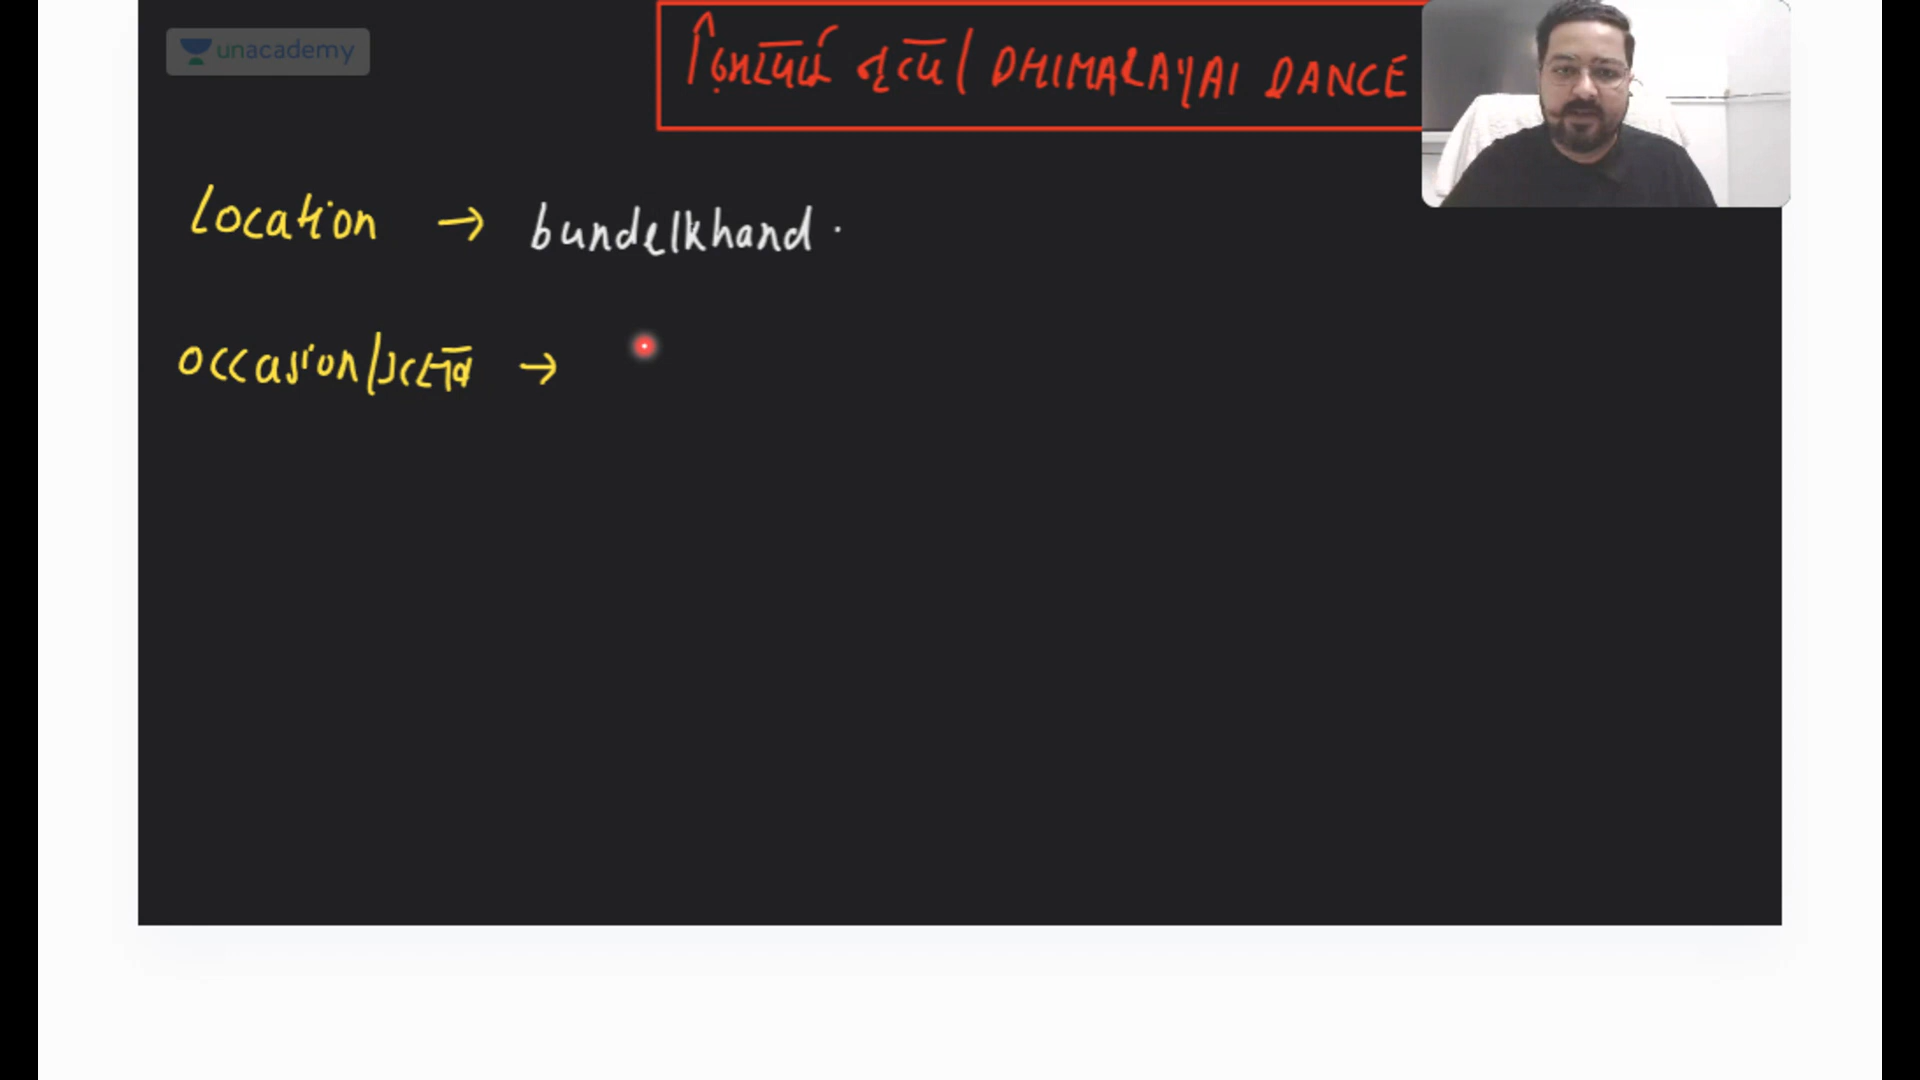 unacademy
ढिमरयाई नृत्य / DHIMARAYAI DANCE
Location → bundelkhand .
Occasion / उत्सव →